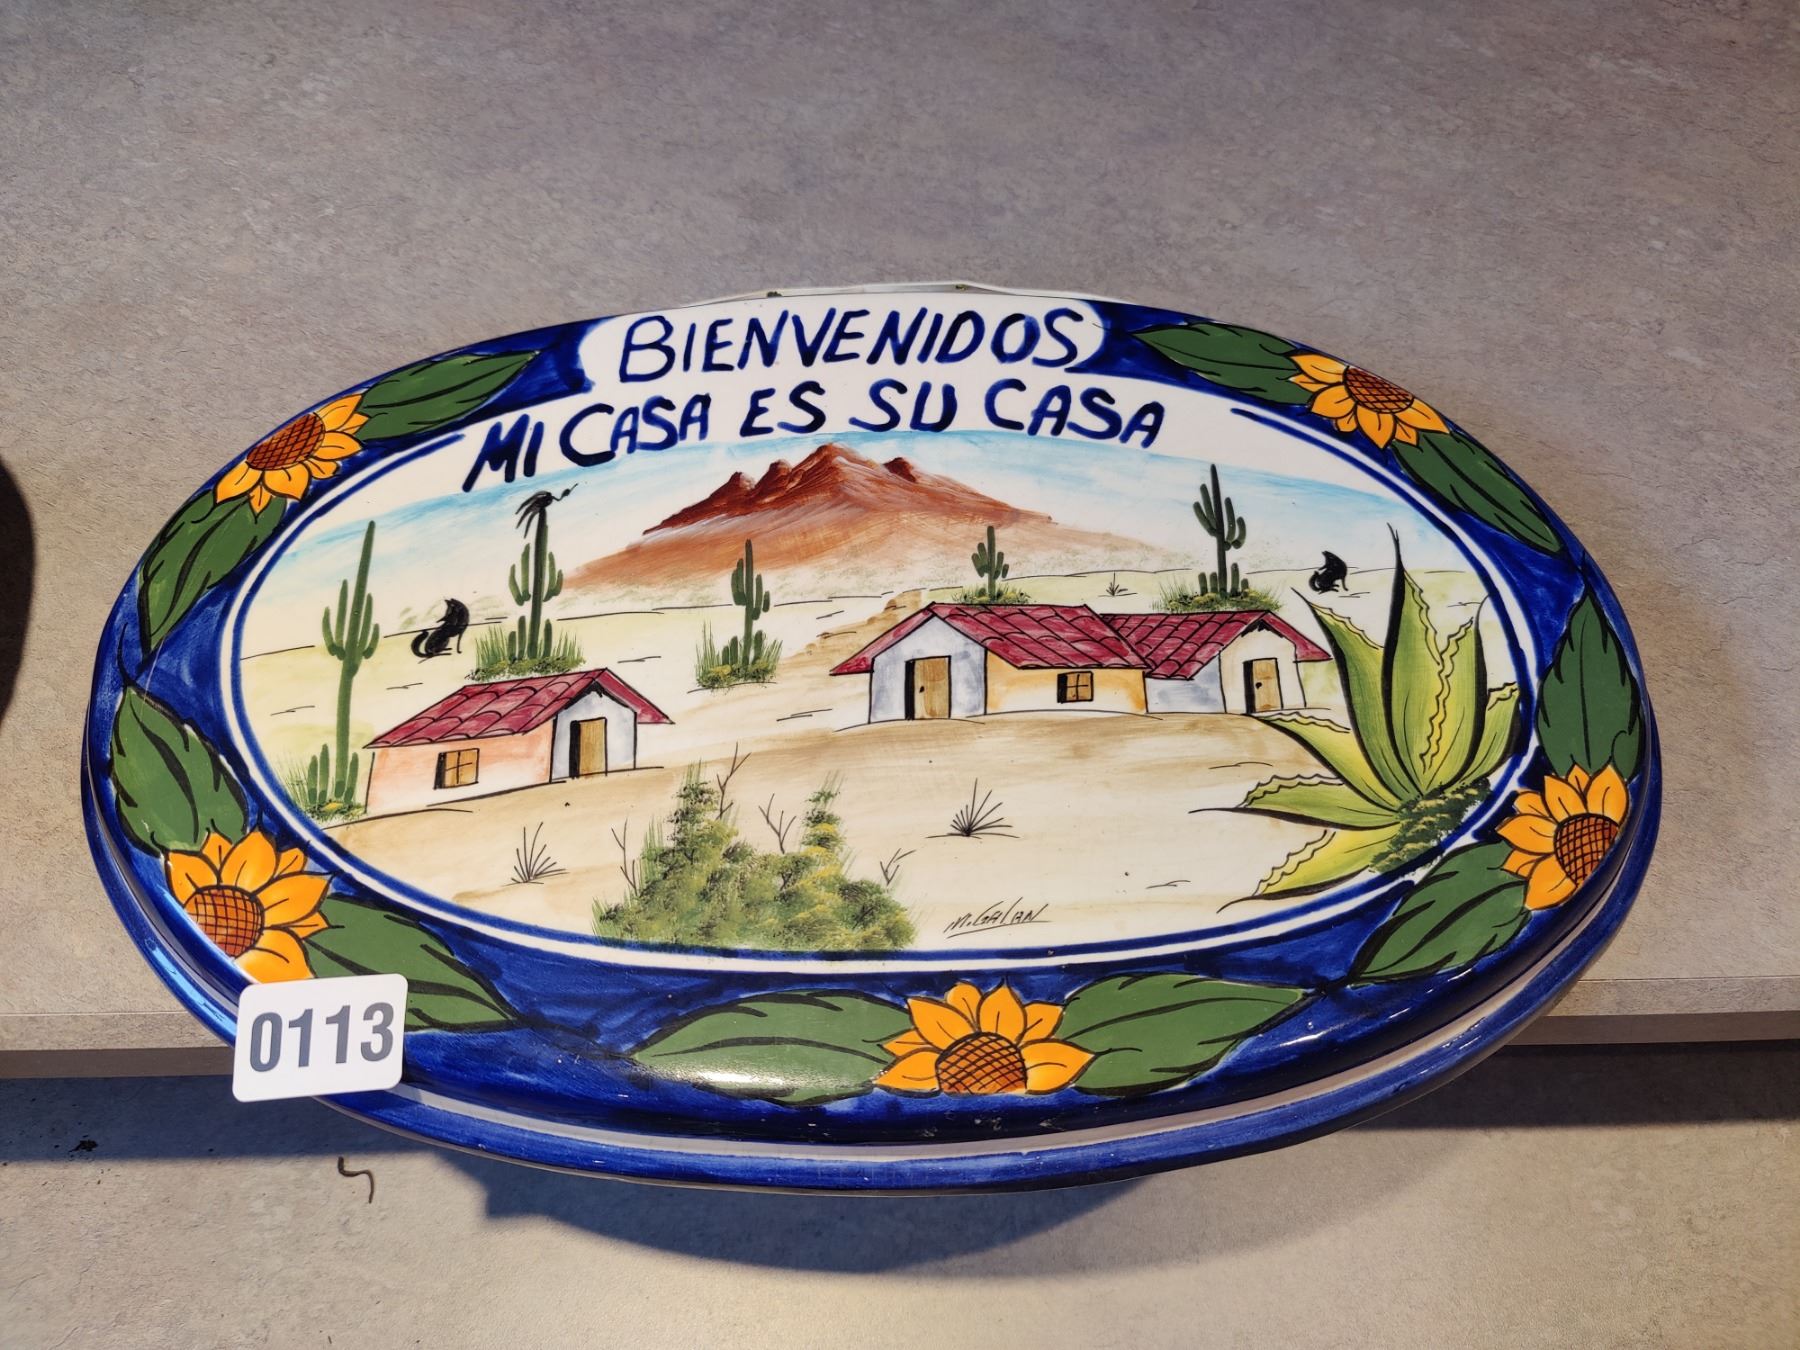 BIENVENIDOS
MI CASA ES SU CASA
M. GALAN
0113